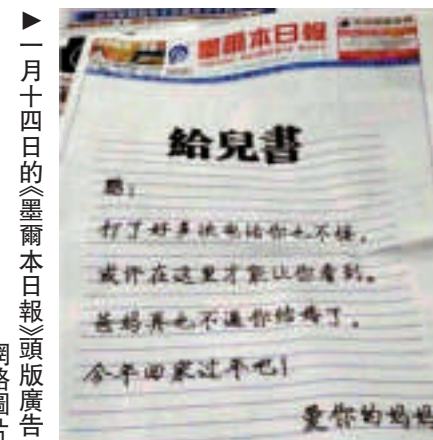 ▶一月十四日的《墨爾本日報》頭版廣告
網絡圖片
墨爾本日報
給兒書
鵬：
打了好多次电话你也不接，
或许在这里才能让你看到。
爸妈再也不逼你结婚了。
今年回家过年吧！
爱你的妈妈